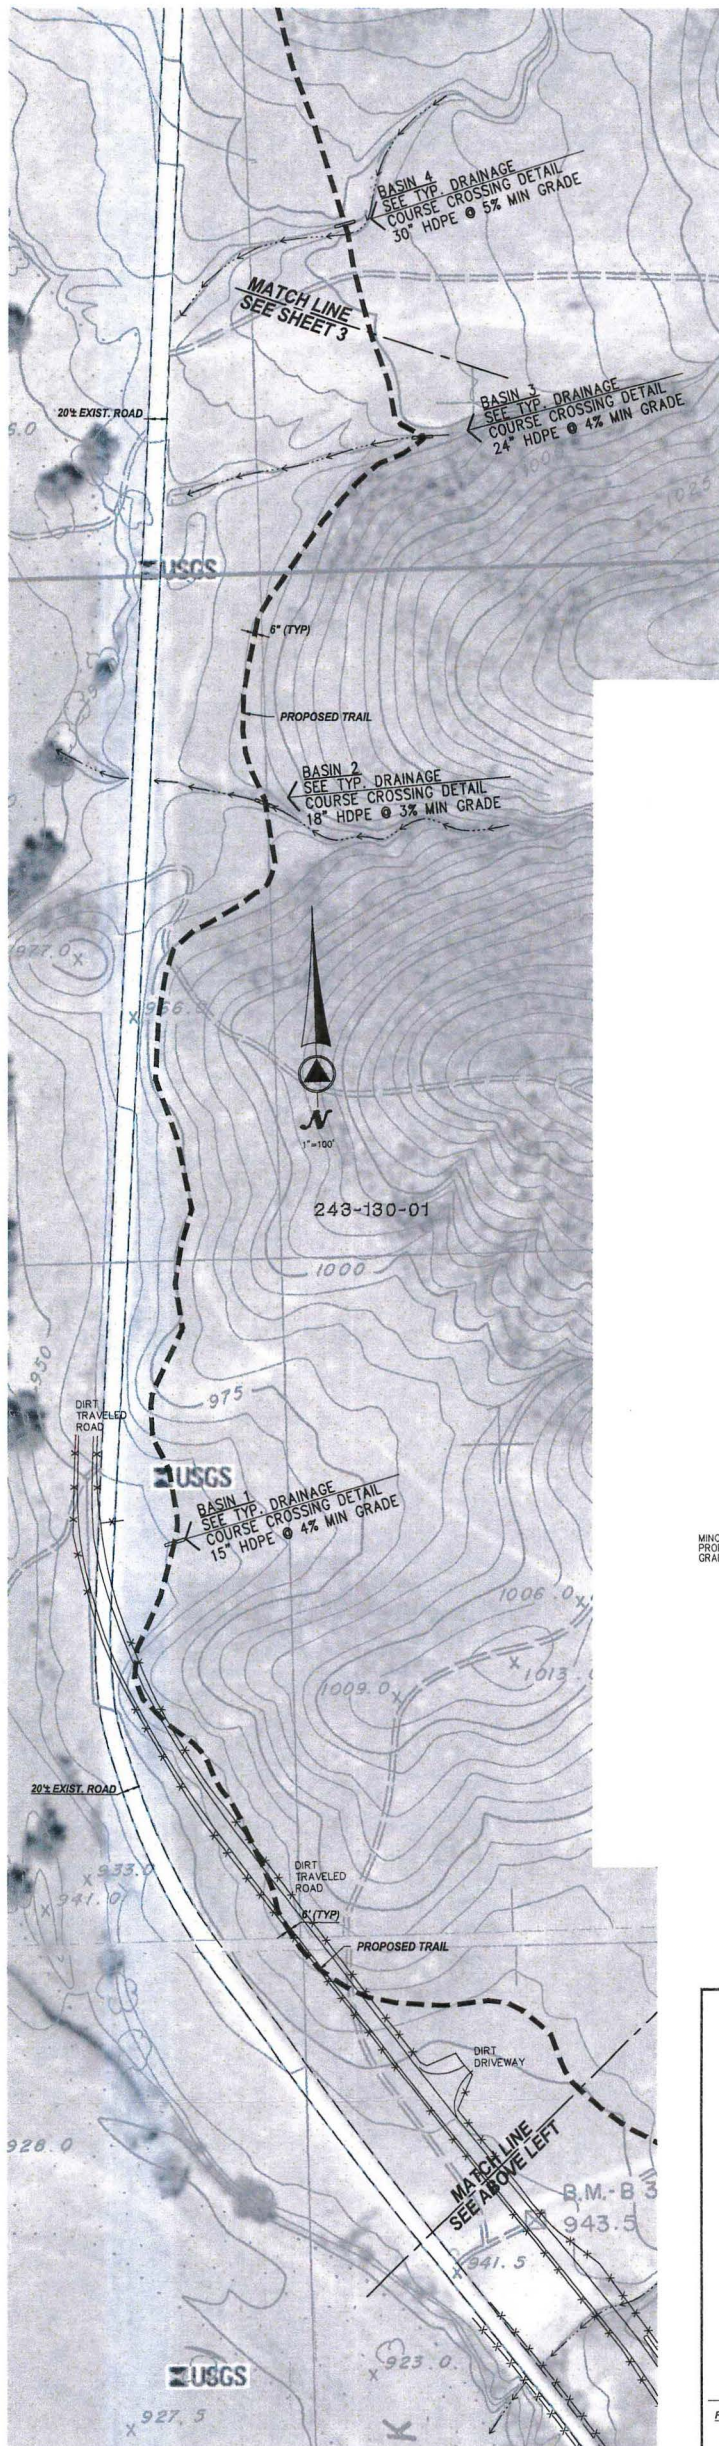 BASIN 4
SEE TYP. DRAINAGE
COURSE CROSSING DETAIL
30" HDPE @ 5% MIN GRADE
MATCH LINE
SEE SHEET 3
20'± EXIST. ROAD
BASIN 3
SEE TYP. DRAINAGE
COURSE CROSSING DETAIL
24" HDPE @ 4% MIN GRADE
1025
USGS
6" (TYP)
PROPOSED TRAIL
BASIN 2
SEE TYP. DRAINAGE
COURSE CROSSING DETAIL
18" HDPE @ 3% MIN GRADE
977.0
N
1"=100'
243-130-01
1000
950
975
DIRT
TRAVELED
ROAD
USGS
BASIN 1
SEE TYP. DRAINAGE
COURSE CROSSING DETAIL
15" HDPE @ 4% MIN GRADE
1006.0
1013.
1009.0
20'± EXIST. ROAD
933.0
941.0
DIRT
TRAVELED
ROAD
6' (TYP)
PROPOSED TRAIL
DIRT
DRIVEWAY
928.0
MATCH LINE
SEE ABOVE LEFT
B.M.-B 3
943.5
941.5
923.0
USGS
927.5
K